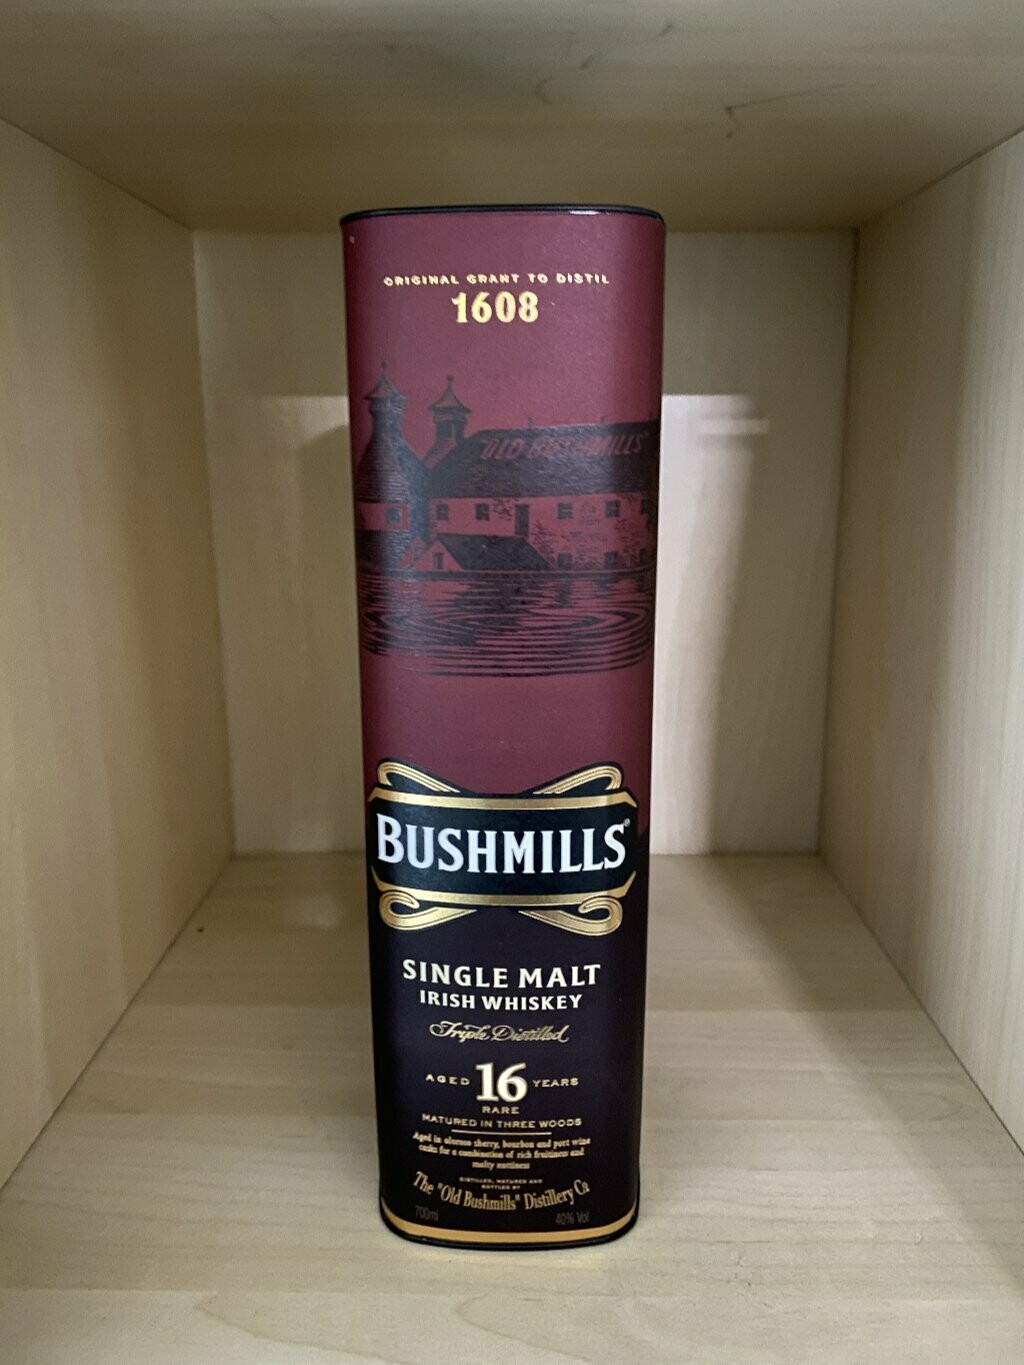 ORIGINAL GRANT TO DISTIL
1608
"OLD BUSHMILLS"
BUSHMILLS®
SINGLE MALT
IRISH WHISKEY
Triple Distilled
AGED 16 YEARS
RARE
MATURED IN THREE WOODS
Aged in oloroso sherry, bourbon and port wine
casks for a combination of rich fruitiness and
malty nuttiness
DISTILLED, MATURED AND
BOTTLED BY
The "Old Bushmills" Distillery Co
700ml 40% Vol